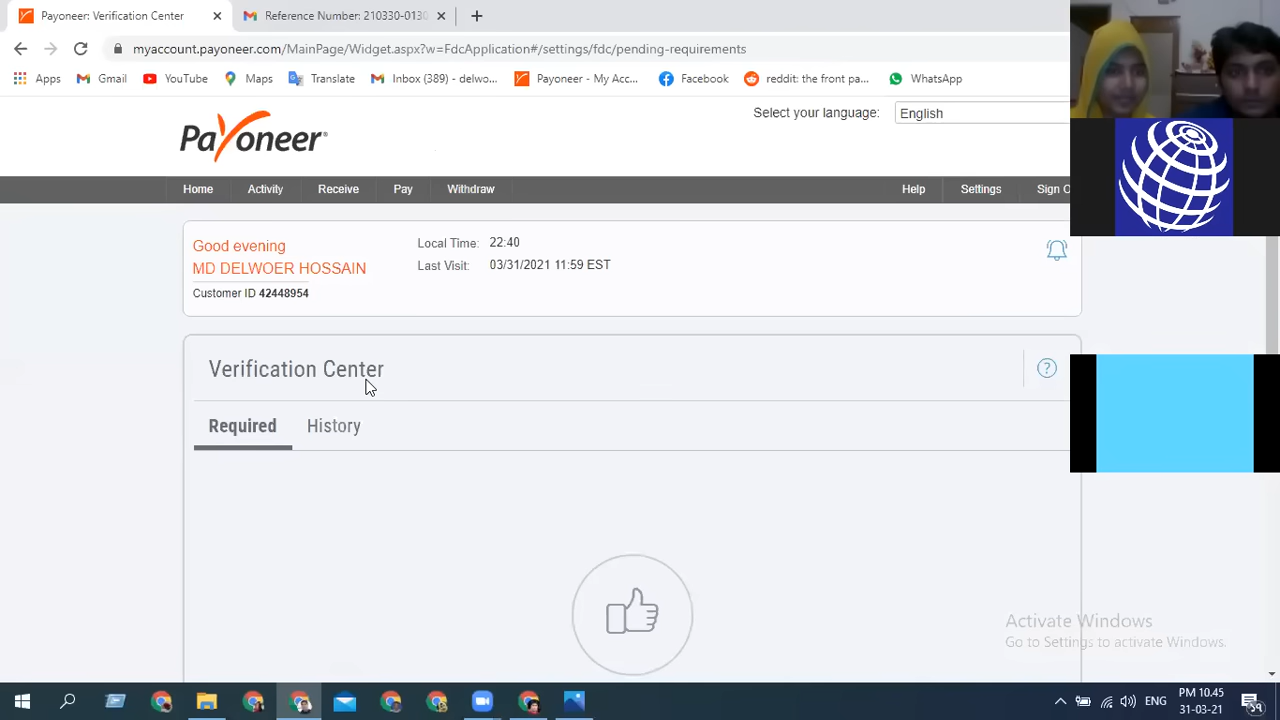 Payoneer: Verification Center
Reference Number: 210330-0130
myaccount.payoneer.com/MainPage/Widget.aspx?w=FdcApplication#/settings/fdc/pending-requirements
Apps Gmail YouTube Maps Translate Inbox (389) - delwo... Payoneer - My Acc... Facebook reddit: the front pa... WhatsApp
Payoneer
Select your language: English
Home Activity Receive Pay Withdraw Help Settings Sign O
Good evening
MD DELWOER HOSSAIN
Customer ID 42448954
Local Time: 22:40
Last Visit: 03/31/2021 11:59 EST
Verification Center
Required History
Activate Windows
Go to Settings to activate Windows.
ENG
PM 10.45
31-03-21